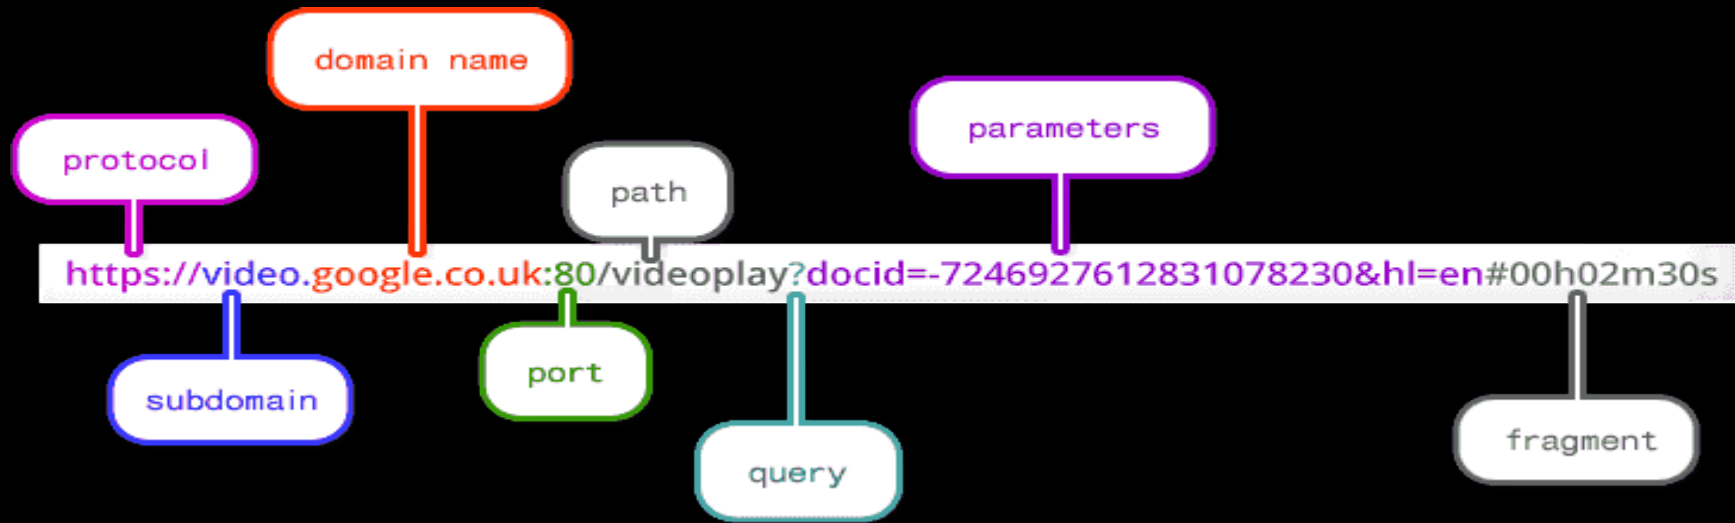 domain name
parameters
protocol
path
https://video.google.co.uk:80/videoplay?docid=-7246927612831078230&hl=en#00h02m30s
port
subdomain
fragment
query